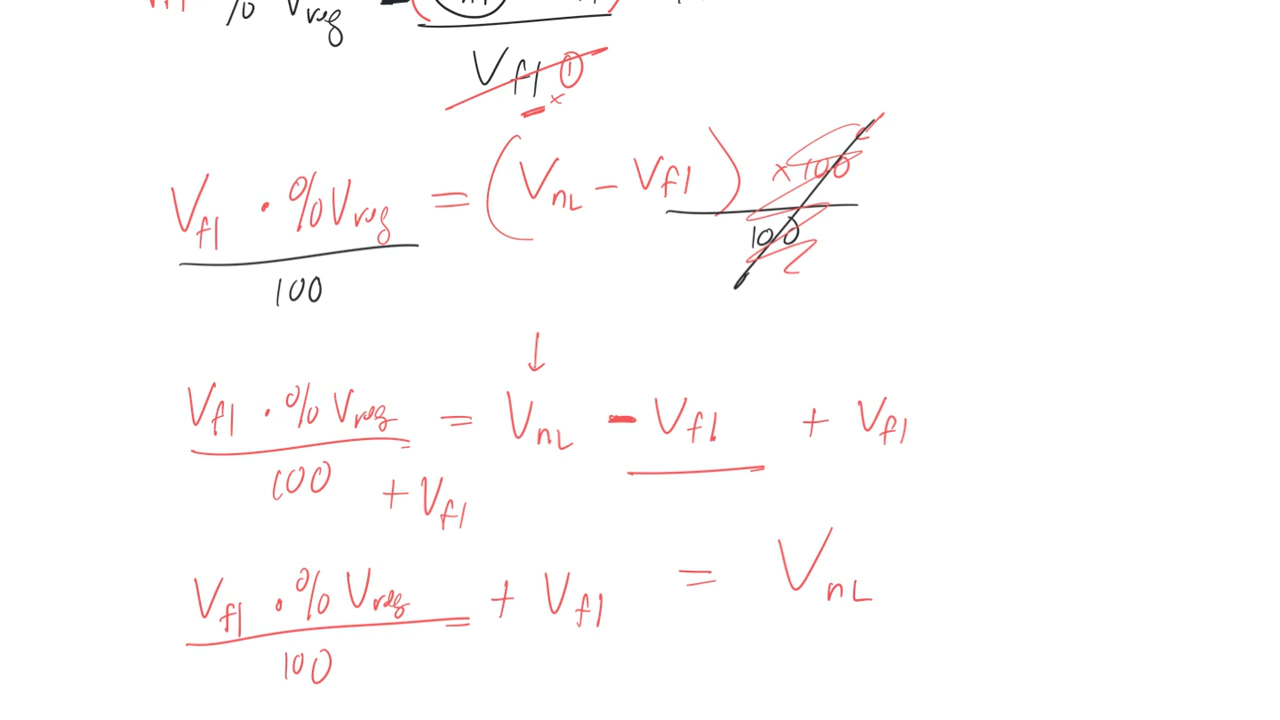 % Vreg =
Vfl ① ×
Vfl · %Vreg = (VnL - Vfl) ×100
100 100
↓
Vfl · % Vreg = VnL - Vfl + Vfl
100 + Vfl
Vfl · % Vreg + Vfl = VnL
100